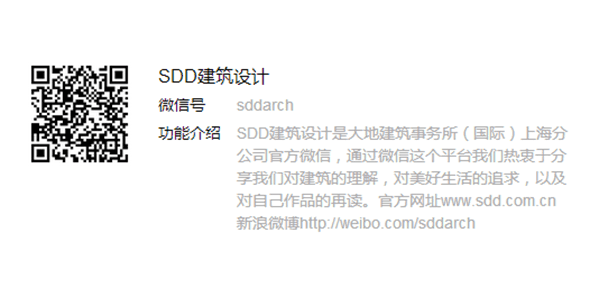 SDD建筑设计
微信号 sddarch
功能介绍 SDD建筑设计是大地建筑事务所（国际）上海分
公司官方微信，通过微信这个平台我们热衷于分
享我们对建筑的理解，对美好生活的追求，以及
对自己作品的再读。官方网址www.sdd.com.cn
新浪微博http://weibo.com/sddarch